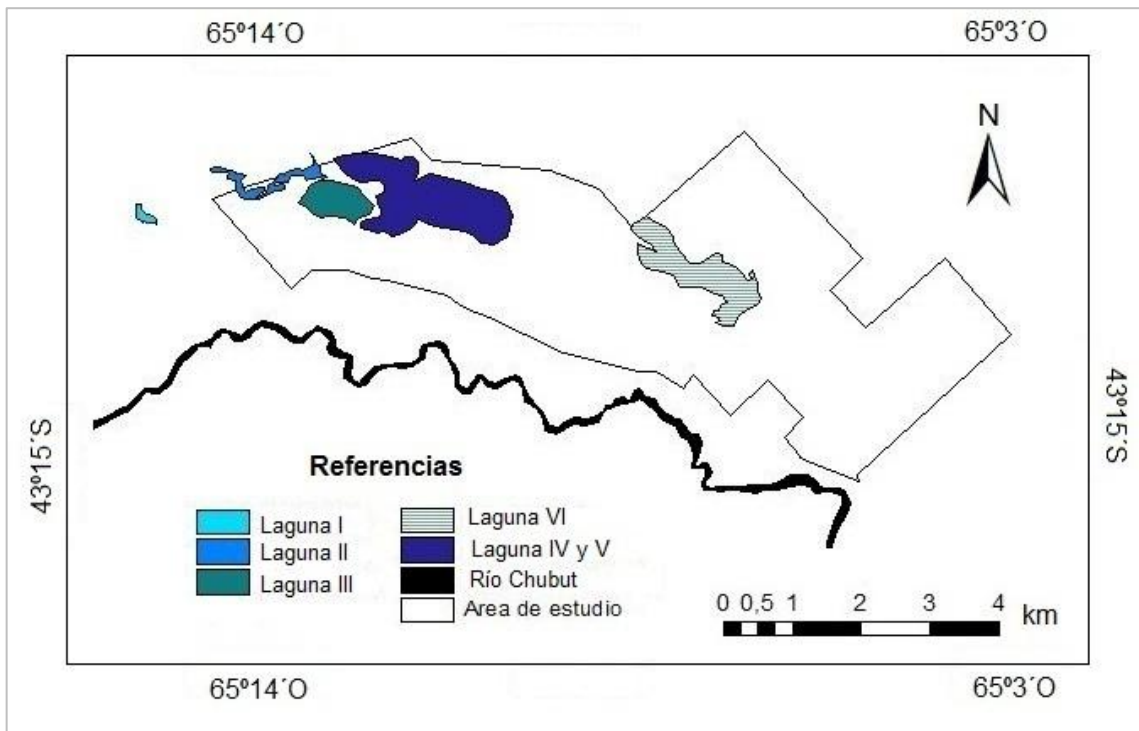 65º14´O 65º3´O
N
43º15´S
43º15´S
Referencias
Laguna I
Laguna II
Laguna III
Laguna VI
Laguna IV y V
Río Chubut
Area de estudio
0 0,5 1 2 3 4
km
65º14´O 65º3´O